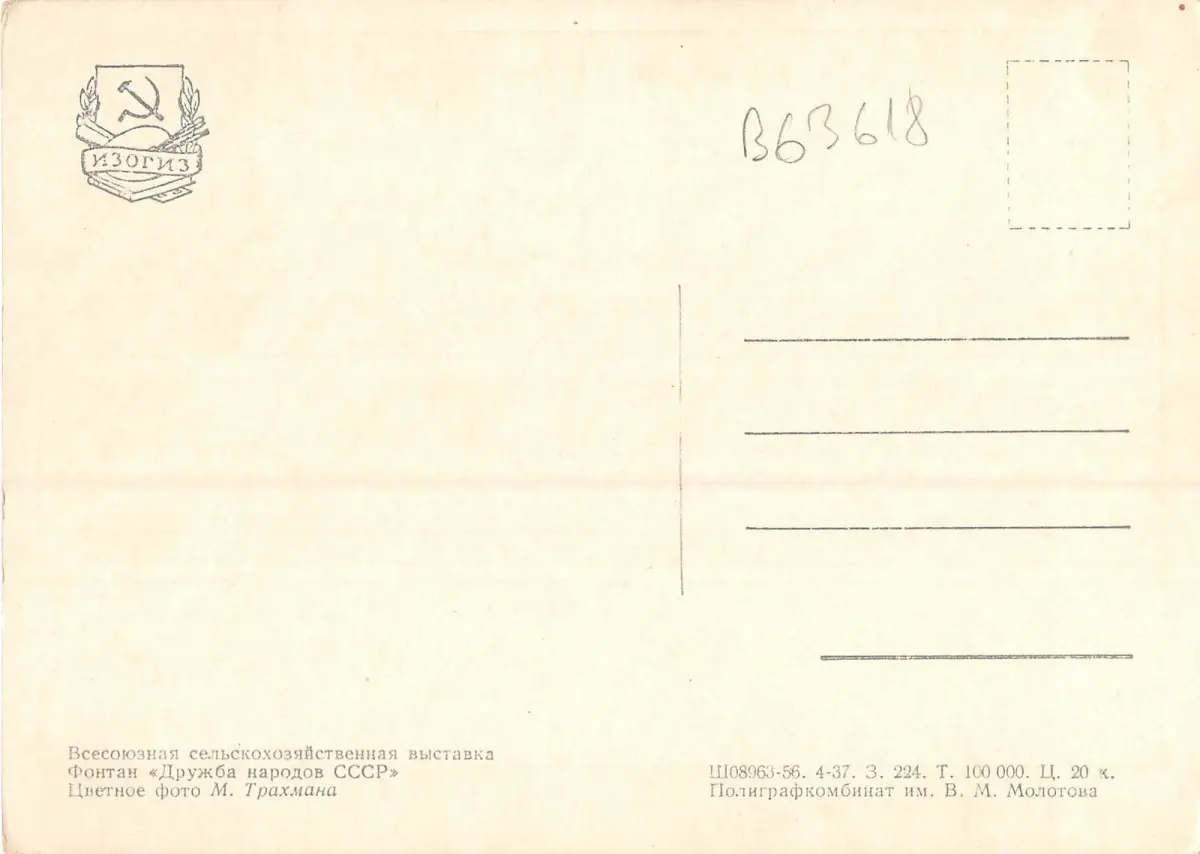 ИЗОГИЗ
В63618
Всесоюзная сельскохозяйственная выставка
Фонтан «Дружба народов СССР»
Цветное фото М. Трахмана
Ш08963-56. 4-37. З. 224. Т. 100 000. Ц. 20 к.
Полиграфкомбинат им. В. М. Молотова